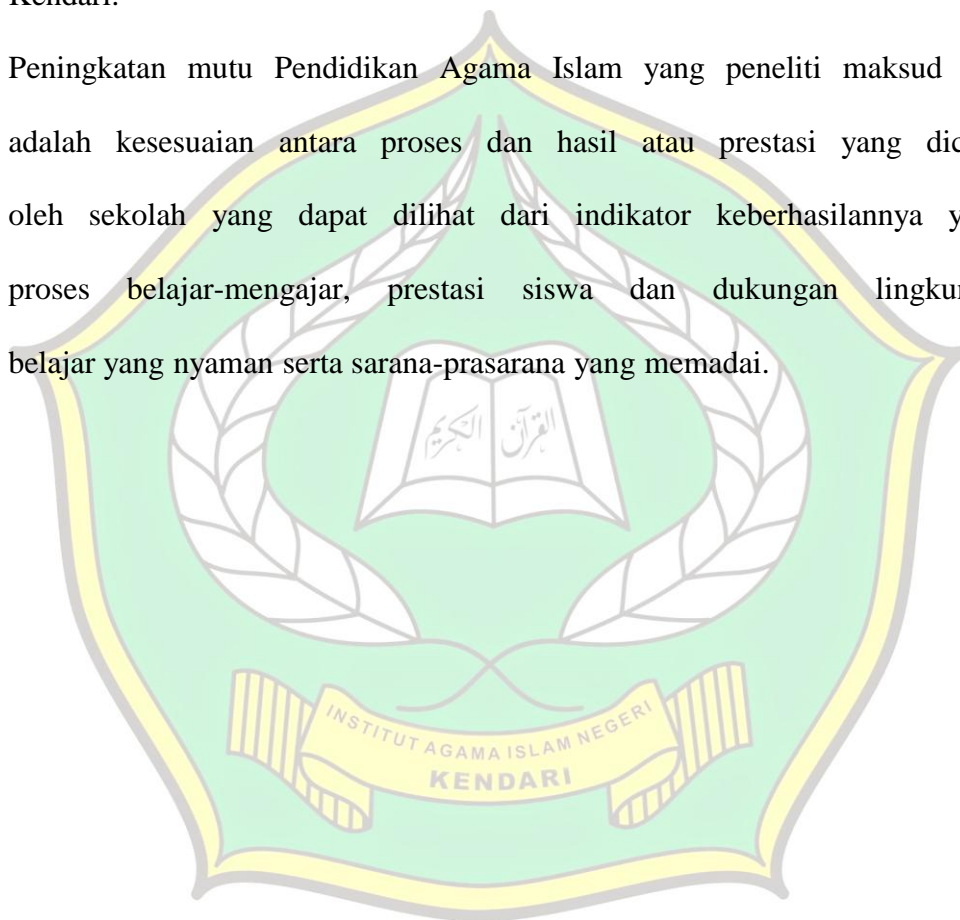 Kendari.
Peningkatan mutu Pendidikan Agama Islam yang peneliti maksud
adalah kesesuaian antara proses dan hasil atau prestasi yang dic
oleh sekolah yang dapat dilihat dari indikator keberhasilannya y
proses belajar-mengajar, prestasi siswa dan dukungan lingkun
belajar yang nyaman serta sarana-prasarana yang memadai.
القرآن الكريم
INSTITUT AGAMA ISLAM NEGERI
KENDARI